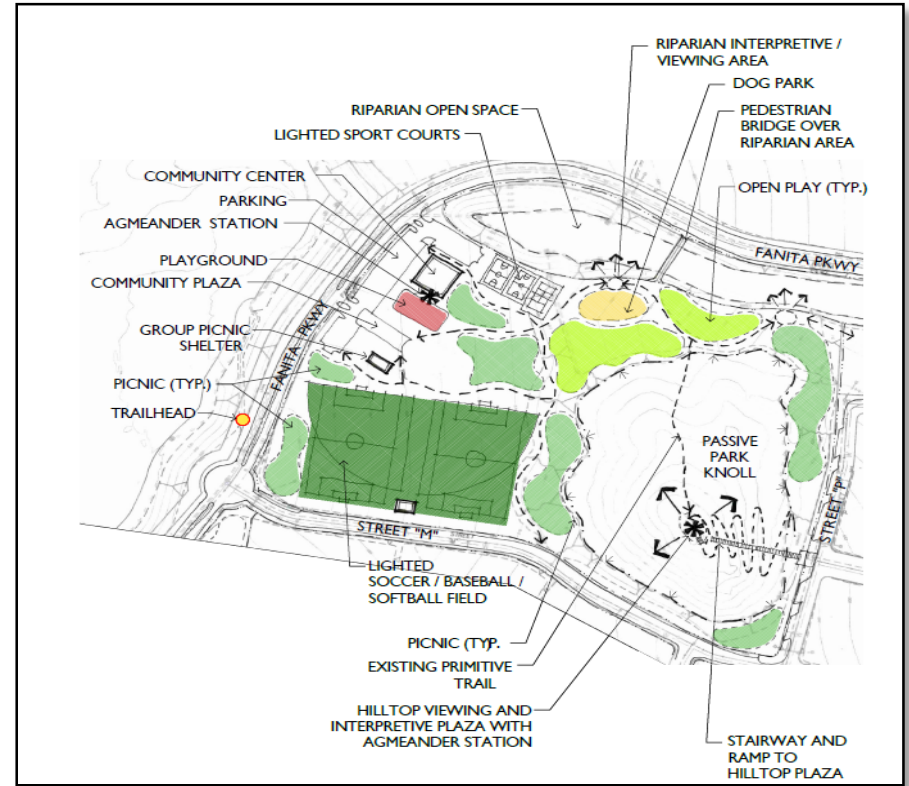 RIPARIAN INTERPRETIVE /
VIEWING AREA
DOG PARK
RIPARIAN OPEN SPACE
PEDESTRIAN
BRIDGE OVER
RIPARIAN AREA
LIGHTED SPORT COURTS
COMMUNITY CENTER
OPEN PLAY (TYP.)
PARKING
AGMEANDER STATION
PLAYGROUND
FANITA PKWY
COMMUNITY PLAZA
GROUP PICNIC
SHELTER
FANITA PKWY
PICNIC (TYP.)
TRAILHEAD
PASSIVE
PARK
KNOLL
STREET "P"
STREET "M"
LIGHTED
SOCCER / BASEBALL /
SOFTBALL FIELD
PICNIC (TYP.
EXISTING PRIMITIVE
TRAIL
HILLTOP VIEWING AND
INTERPRETIVE PLAZA WITH
AGMEANDER STATION
STAIRWAY AND
RAMP TO
HILLTOP PLAZA